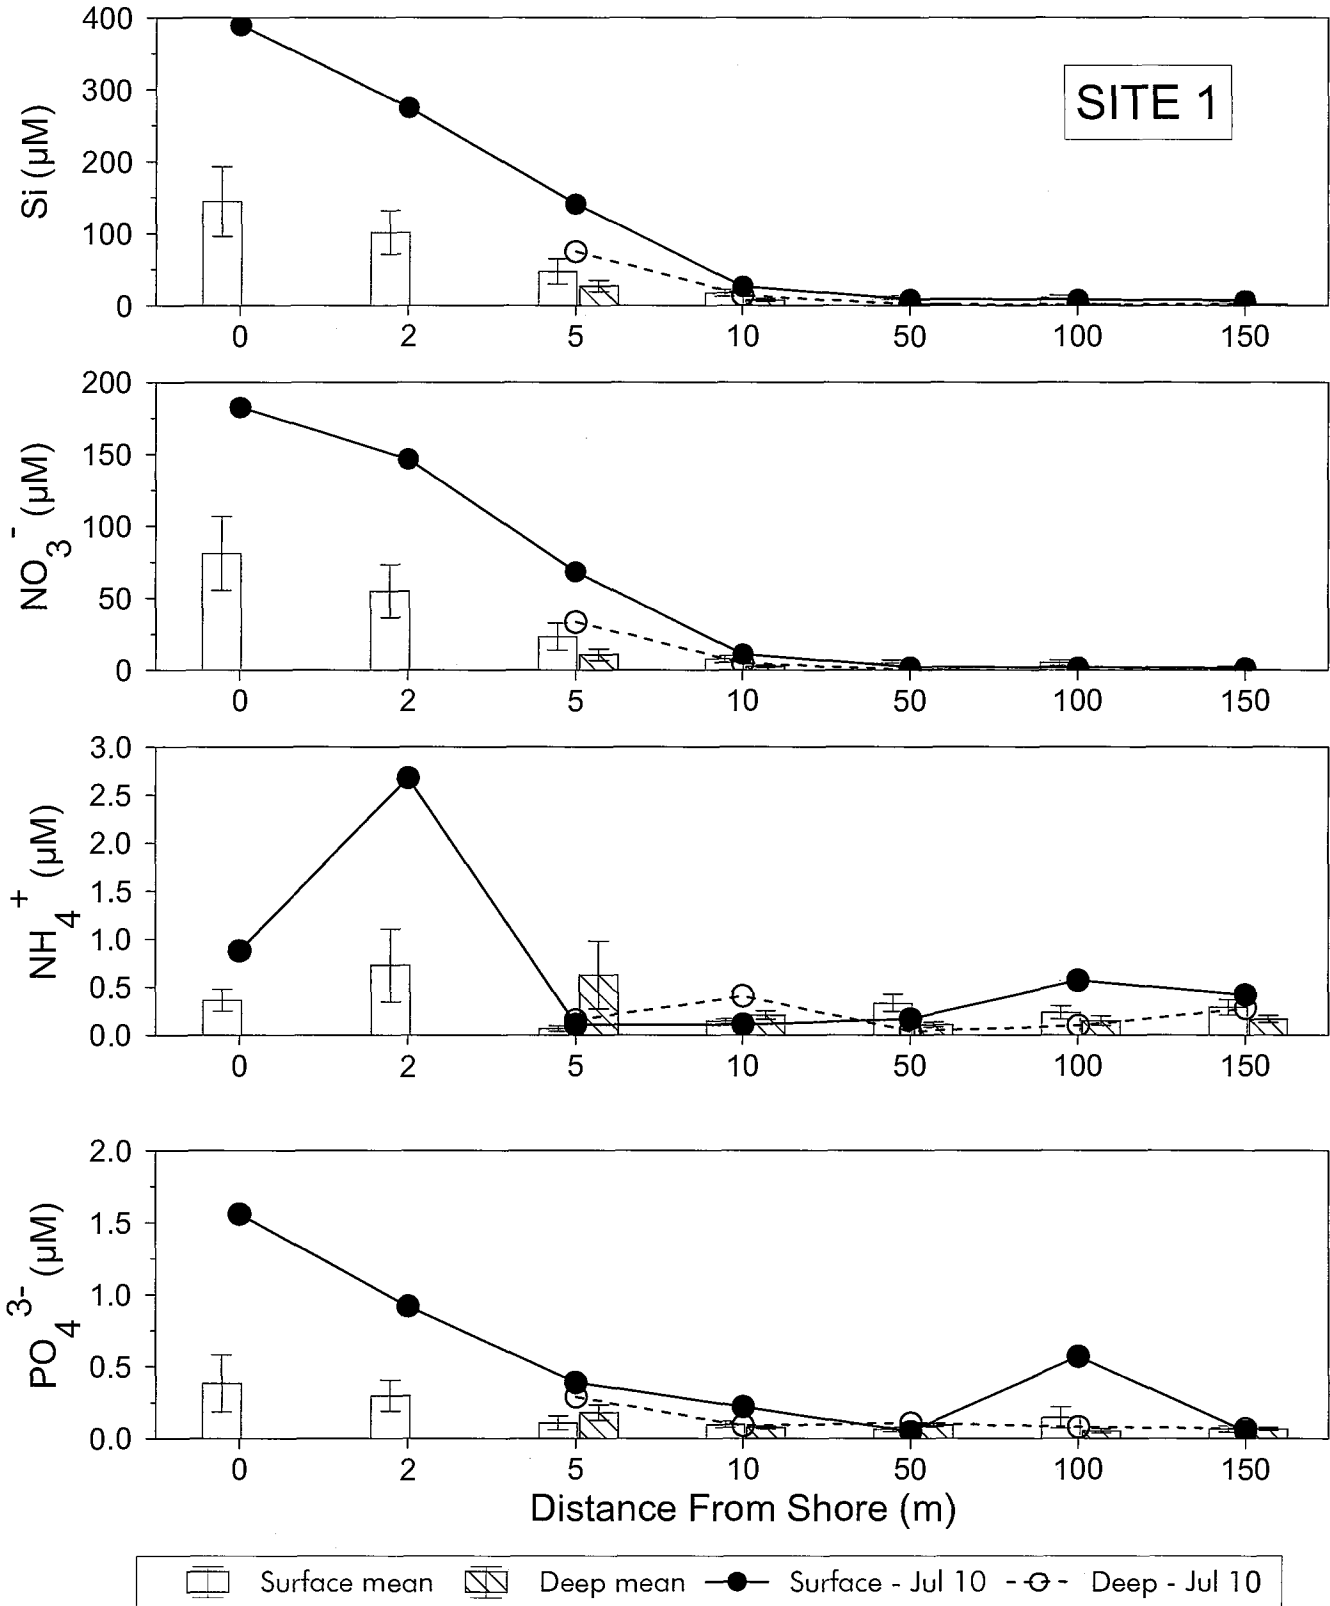 SITE 1
Si (µM)
400
300
200
100
0
0 2 5 10 50 100 150
NO3- (µM)
200
150
100
50
0
0 2 5 10 50 100 150
NH4+ (µM)
3.0
2.5
2.0
1.5
1.0
0.5
0.0
0 2 5 10 50 100 150
PO43- (µM)
2.0
1.5
1.0
0.5
0.0
0 2 5 10 50 100 150
Distance From Shore (m)
Surface mean Deep mean Surface - Jul 10 Deep - Jul 10